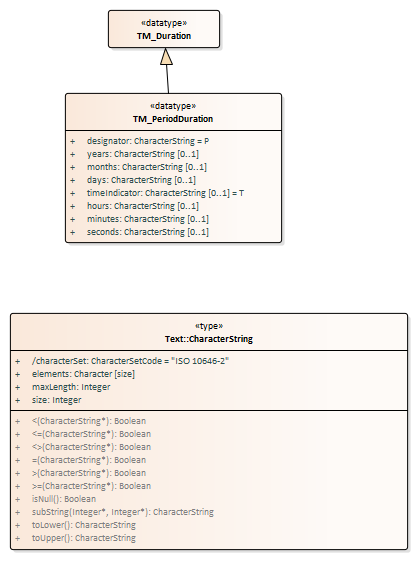 «datatype»
TM_Duration
«datatype»
TM_PeriodDuration
+ designator: CharacterString = P
+ years: CharacterString [0..1]
+ months: CharacterString [0..1]
+ days: CharacterString [0..1]
+ timeIndicator: CharacterString [0..1] = T
+ hours: CharacterString [0..1]
+ minutes: CharacterString [0..1]
+ seconds: CharacterString [0..1]
«type»
Text::CharacterString
+ /characterSet: CharacterSetCode = "ISO 10646-2"
+ elements: Character [size]
+ maxLength: Integer
+ size: Integer
+ <(CharacterString*): Boolean
+ <=(CharacterString*): Boolean
+ <>(CharacterString*): Boolean
+ =(CharacterString*): Boolean
+ >(CharacterString*): Boolean
+ >=(CharacterString*): Boolean
+ isNull(): Boolean
+ subString(Integer*, Integer*): CharacterString
+ toLower(): CharacterString
+ toUpper(): CharacterString